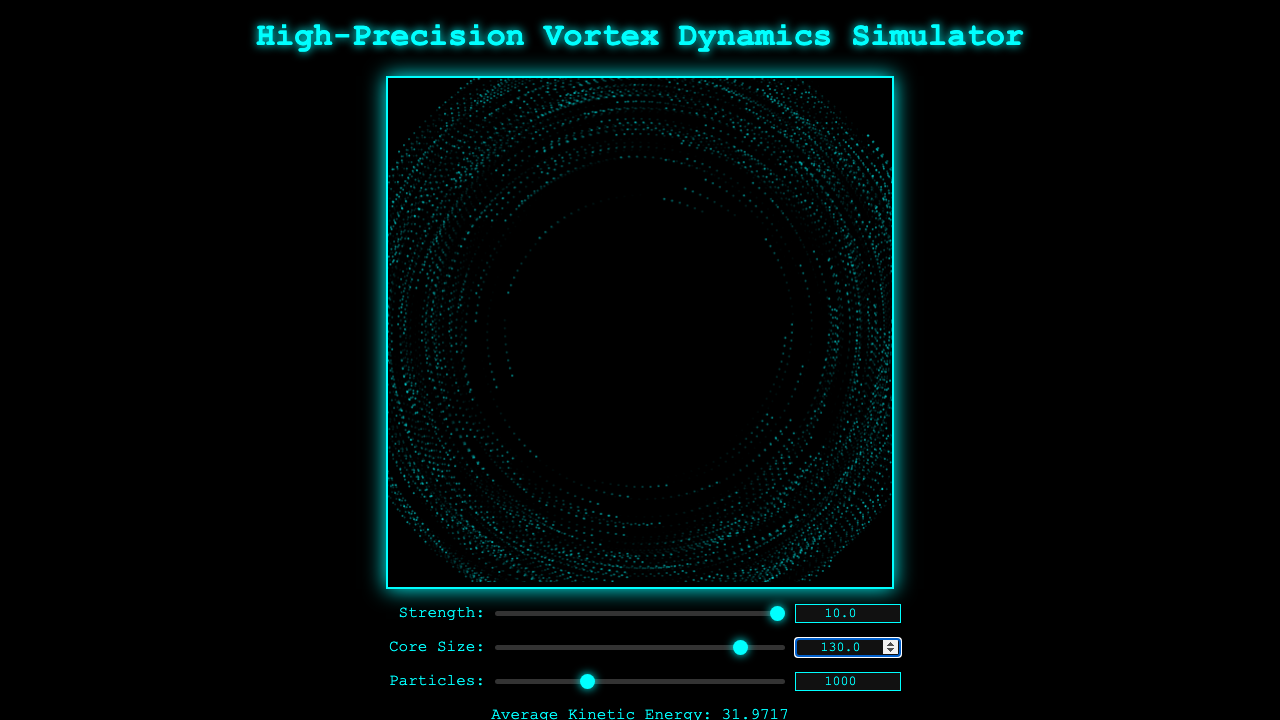 High-Precision Vortex Dynamics Simulator
Strength: 10.0
Core Size: 130.0
Particles: 1000
Average Kinetic Energy: 31.9717